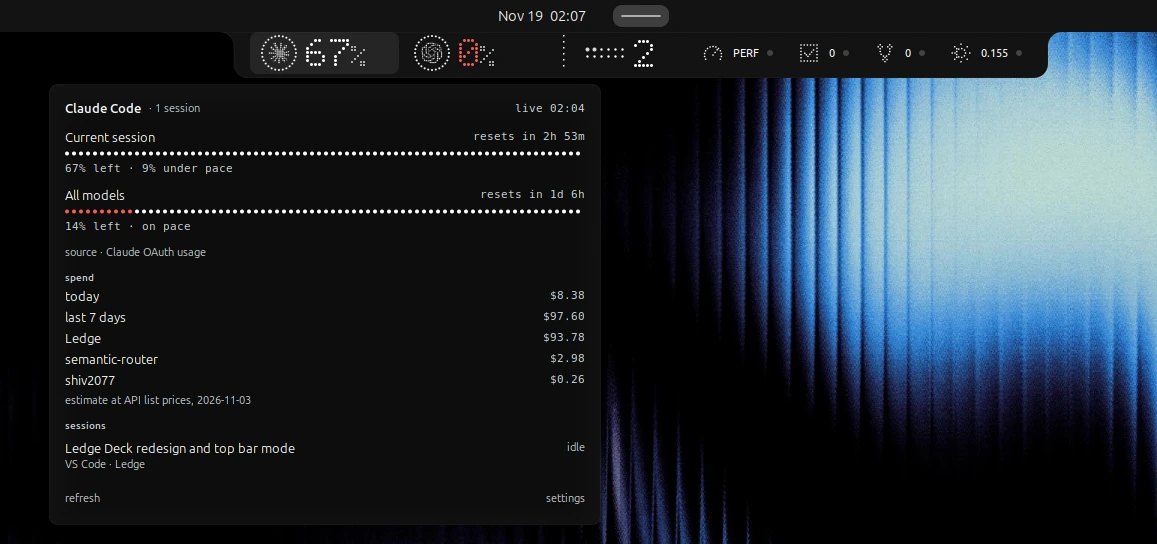 Nov 19 02:07
67% 0% 2 PERF 0 0 0.155
Claude Code · 1 session live 02:04
Current session resets in 2h 53m
67% left · 9% under pace
All models resets in 1d 6h
14% left · on pace
source · Claude OAuth usage
spend
today $8.38
last 7 days $97.60
Ledge $93.78
semantic-router $2.98
shiv2077 $0.26
estimate at API list prices, 2026-11-03
sessions
Ledge Deck redesign and top bar mode idle
VS Code · Ledge
refresh settings